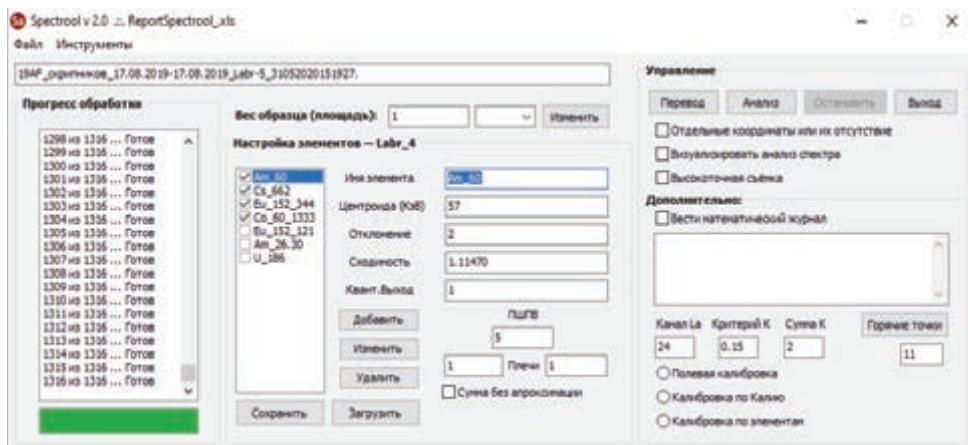 Spectrool v 2.0 .::. ReportSpectrool_xls
Файл Инструменты
19AF_скрипников_17.08.2019-17.08.2019_Labr-5_31052020151927.
Прогресс обработки
1298 из 1316 ... Готов
1299 из 1316 ... Готов
1300 из 1316 ... Готов
1301 из 1316 ... Готов
1302 из 1316 ... Готов
1303 из 1316 ... Готов
1304 из 1316 ... Готов
1305 из 1316 ... Готов
1306 из 1316 ... Готов
1307 из 1316 ... Готов
1308 из 1316 ... Готов
1309 из 1316 ... Готов
1310 из 1316 ... Готов
1311 из 1316 ... Готов
1312 из 1316 ... Готов
1313 из 1316 ... Готов
1314 из 1316 ... Готов
1315 из 1316 ... Готов
1316 из 1316 ... Готов
Вес образца (площадь): 1 Изменить
Настройка элементов — Labr_4
Am_60
Cs_662
Eu_152_344
Co_60_1333
Eu_152_121
Am_26.30
U_186
Имя элемента Am_60
Центроида (КэВ) 57
Отклонение 2
Сходимость 1.11470
Квант.Выход 1
Добавить
Изменить
Удалить
ПШПВ
5
1 Плечи 1
Сумма без апроксимации
Сохранить Загрузить
Управление
Перевод Анализ Остановить Выход
Отдельные координаты или их отсутствие
Визуализировать анализ спектра
Высокоточная съёмка
Дополнительно:
Вести математический журнал
Канал La Критерий K Сумма K Горячие точки
24 0.15 2 11
Полевая калибровка
Калибровка по Калию
Калибровка по элементам